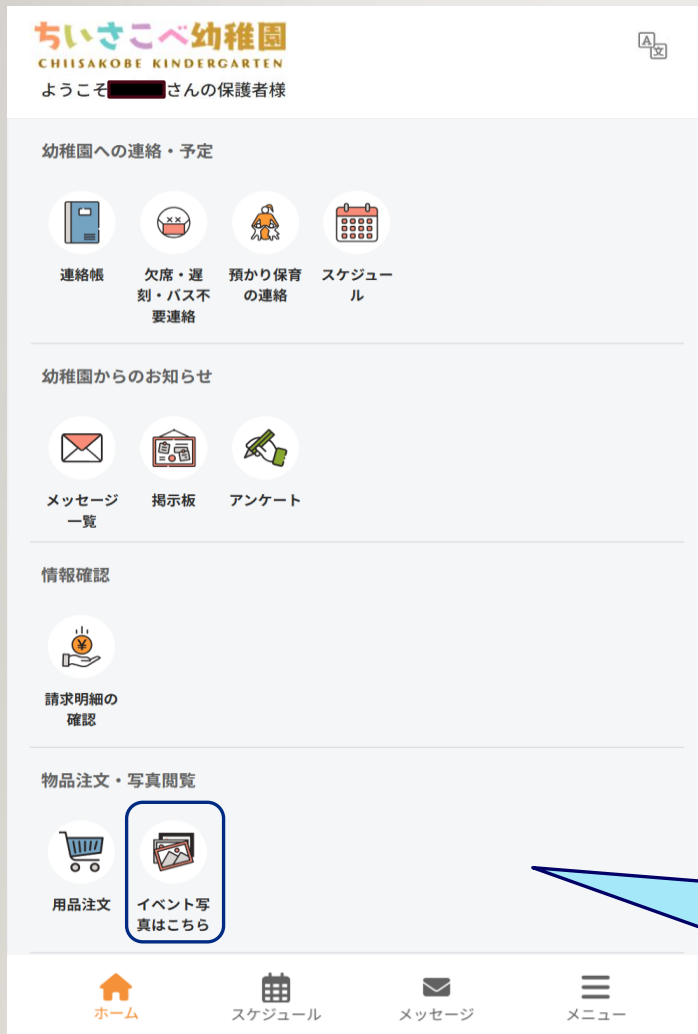 ちいさこべ幼稚園
CHIISAKOBE KINDERGARTEN
ようこそ さんの保護者様
A文
幼稚園への連絡・予定
連絡帳
欠席・遅
刻・バス不
要連絡
預かり保育
の連絡
スケジュー
ル
幼稚園からのお知らせ
メッセージ
一覧
掲示板
アンケート
情報確認
¥
請求明細の
確認
物品注文・写真閲覧
用品注文
イベント写
真はこちら
ホーム
スケジュール
メッセージ
メニュー